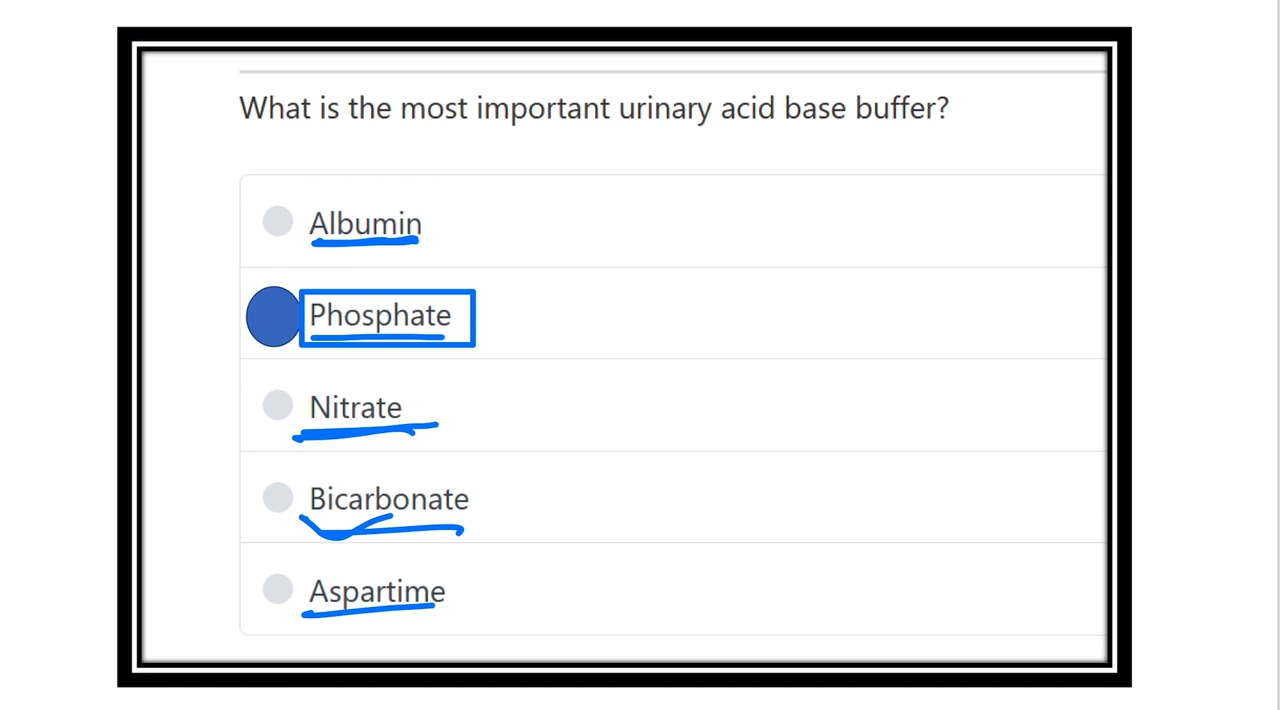 What is the most important urinary acid base buffer?
Albumin
Phosphate
Nitrate
Bicarbonate
Aspartime